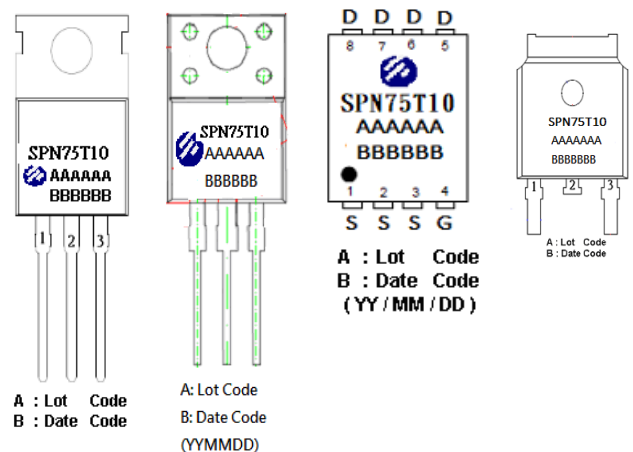 SPN75T10
AAAAAA
BBBBBB
1 2 3
A : Lot Code
B : Date Code
SPN75T10
AAAAAA
BBBBBB
A: Lot Code
B: Date Code
(YYMMDD)
D D D D
8 7 6 5
SPN75T10
AAAAAA
BBBBBB
1 2 3 4
S S S G
A : Lot Code
B : Date Code
(YY/MM/DD)
SPN75T10
AAAAAAA
BBBBBBB
1 2 3
A : Lot Code
B : Date Code